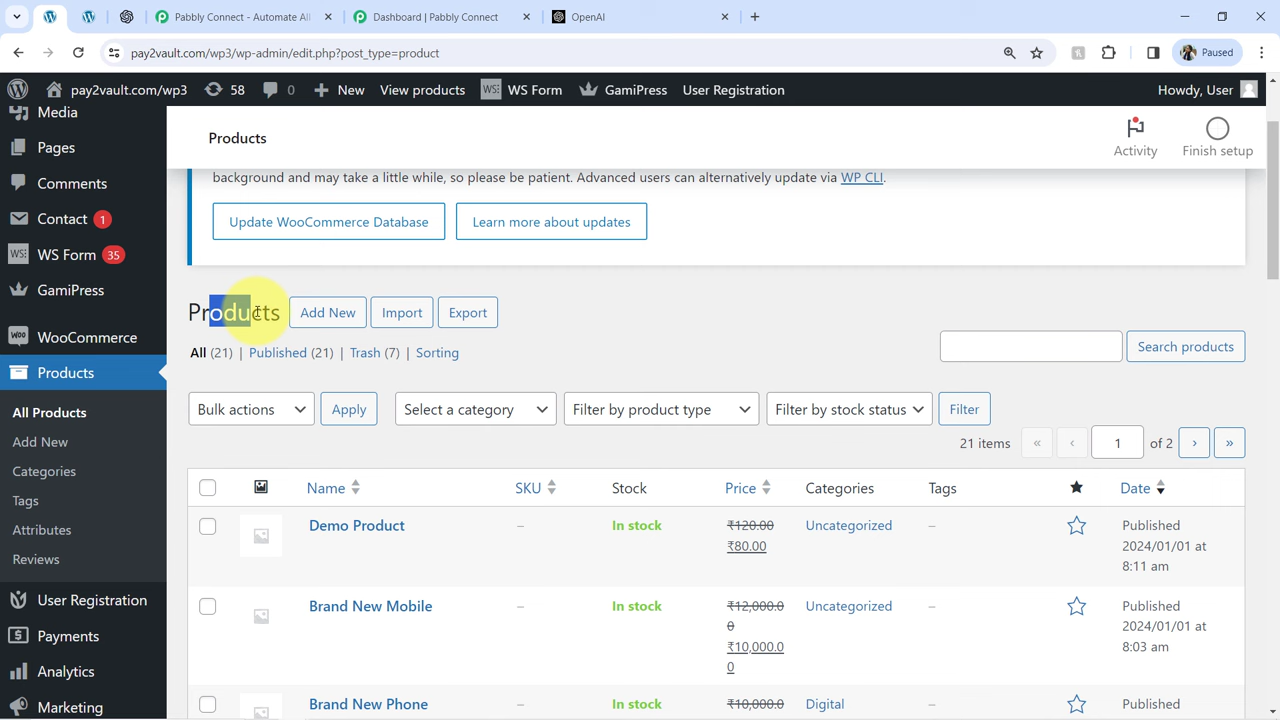 Pabbly Connect - Automate All
Dashboard | Pabbly Connect
OpenAI
pay2vault.com/wp3/wp-admin/edit.php?post_type=product
Paused
pay2vault.com/wp3
58
0
New
View products
WS Form
GamiPress
User Registration
Howdy, User
Media
Pages
Comments
Contact 1
WS Form 35
GamiPress
WooCommerce
Products
All Products
Add New
Categories
Tags
Attributes
Reviews
User Registration
Payments
Analytics
Marketing
Products
Activity
Finish setup
background and may take a little while, so please be patient. Advanced users can alternatively update via WP CLI.
Update WooCommerce Database
Learn more about updates
Products
Add New
Import
Export
All (21) | Published (21) | Trash (7) | Sorting
Search products
Bulk actions
Apply
Select a category
Filter by product type
Filter by stock status
Filter
21 items
«
‹
1
of 2
›
»
Name
SKU
Stock
Price
Categories
Tags
Date
Demo Product
–
In stock
₹120.00
₹80.00
Uncategorized
–
Published
2024/01/01 at
8:11 am
Brand New Mobile
–
In stock
₹12,000.0
0
₹10,000.0
0
Uncategorized
–
Published
2024/01/01 at
8:03 am
Brand New Phone
–
In stock
₹10,000.0
Digital
–
Published